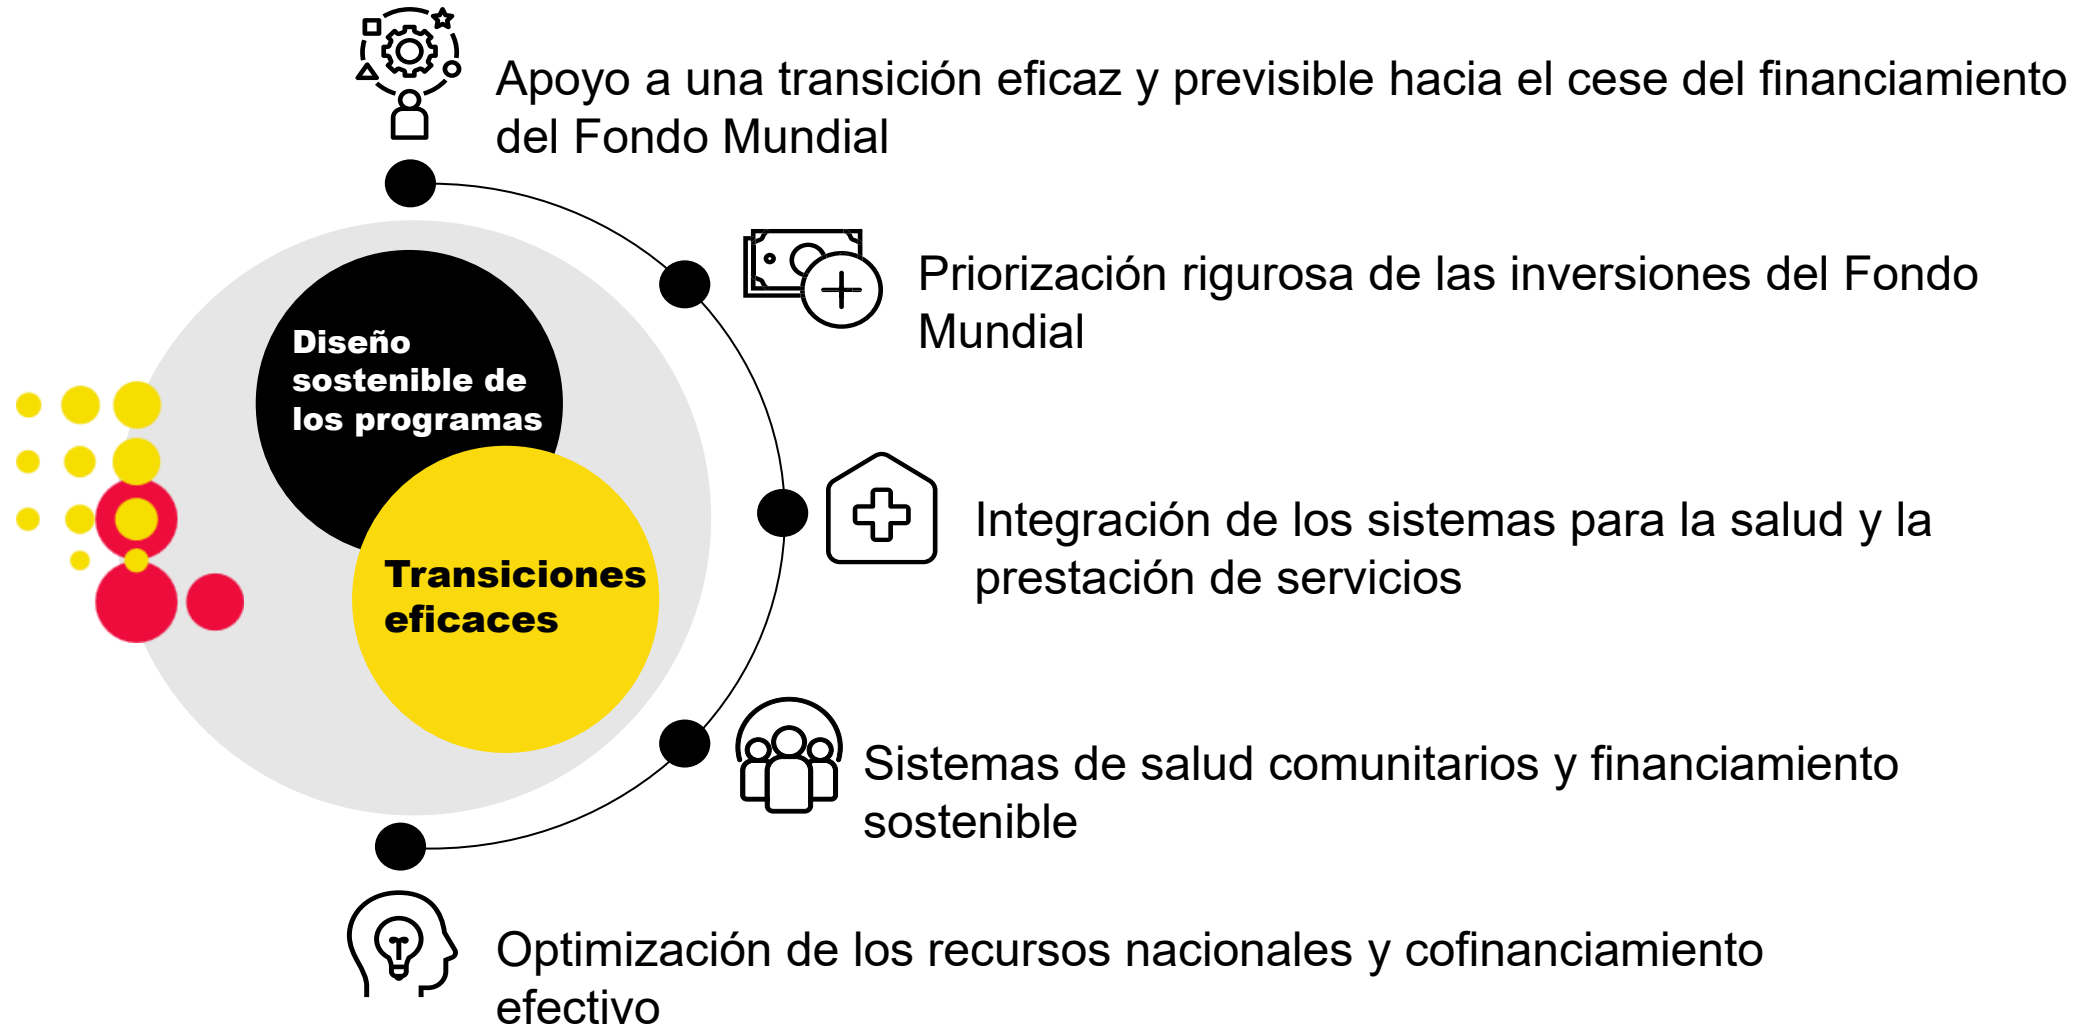 Apoyo a una transición eficaz y previsible hacia el cese del financiamiento
del Fondo Mundial
Priorización rigurosa de las inversiones del Fondo
Mundial
Diseño
sostenible de
los programas
Integración de los sistemas para la salud y la
prestación de servicios
Transiciones
eficaces
Sistemas de salud comunitarios y financiamiento
sostenible
Optimización de los recursos nacionales y cofinanciamiento
efectivo